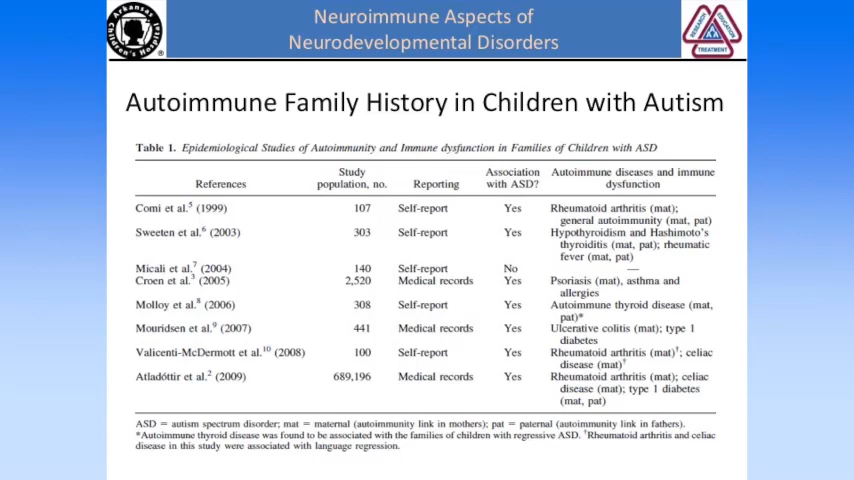 Arkansas
Children's Hospital
®
Neuroimmune Aspects of
Neurodevelopmental Disorders
RESEARCH
EDUCATION
TREATMENT
Autoimmune Family History in Children with Autism
Table 1. Epidemiological Studies of Autoimmunity and Immune dysfunction in Families of Children with ASD
References Study population, no. Reporting Association with ASD? Autoimmune diseases and immune dysfunction
Comi et al.5 (1999) 107 Self-report Yes Rheumatoid arthritis (mat);
general autoimmunity (mat, pat)
Sweeten et al.6 (2003) 303 Self-report Yes Hypothyroidism and Hashimoto's
thyroiditis (mat, pat); rheumatic
fever (mat, pat)
Micali et al.7 (2004) 140 Self-report No —
Croen et al.3 (2005) 2,520 Medical records Yes Psoriasis (mat), asthma and
allergies
Molloy et al.8 (2006) 308 Self-report Yes Autoimmune thyroid disease (mat,
pat)*
Mouridsen et al.9 (2007) 441 Medical records Yes Ulcerative colitis (mat); type 1
diabetes
Valicenti-McDermott et al.10 (2008) 100 Self-report Yes Rheumatoid arthritis (mat)†; celiac
disease (mat)†
Atladóttir et al.2 (2009) 689,196 Medical records Yes Rheumatoid arthritis (mat); celiac
disease (mat); type 1 diabetes
(mat, pat)
ASD = autism spectrum disorder; mat = maternal (autoimmunity link in mothers); pat = paternal (autoimmunity link in fathers).
*Autoimmune thyroid disease was found to be associated with the families of children with regressive ASD. †Rheumatoid arthritis and celiac
disease in this study were associated with language regression.